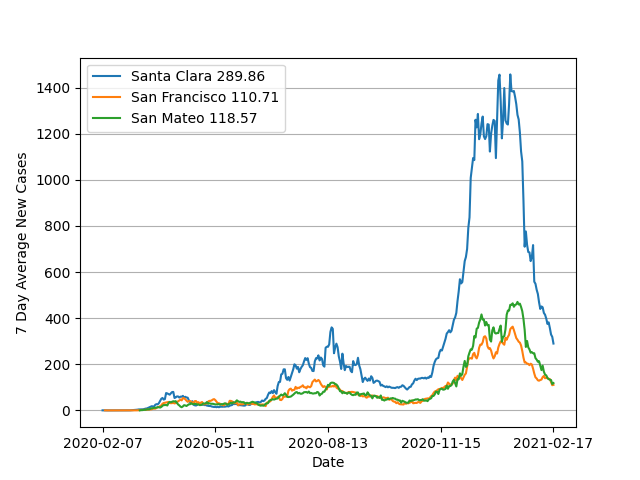 Santa Clara 289.86
San Francisco 110.71
San Mateo 118.57
7 Day Average New Cases
1400
1200
1000
800
600
400
200
0
2020-02-07 2020-05-11 2020-08-13 2020-11-15 2021-02-17
Date